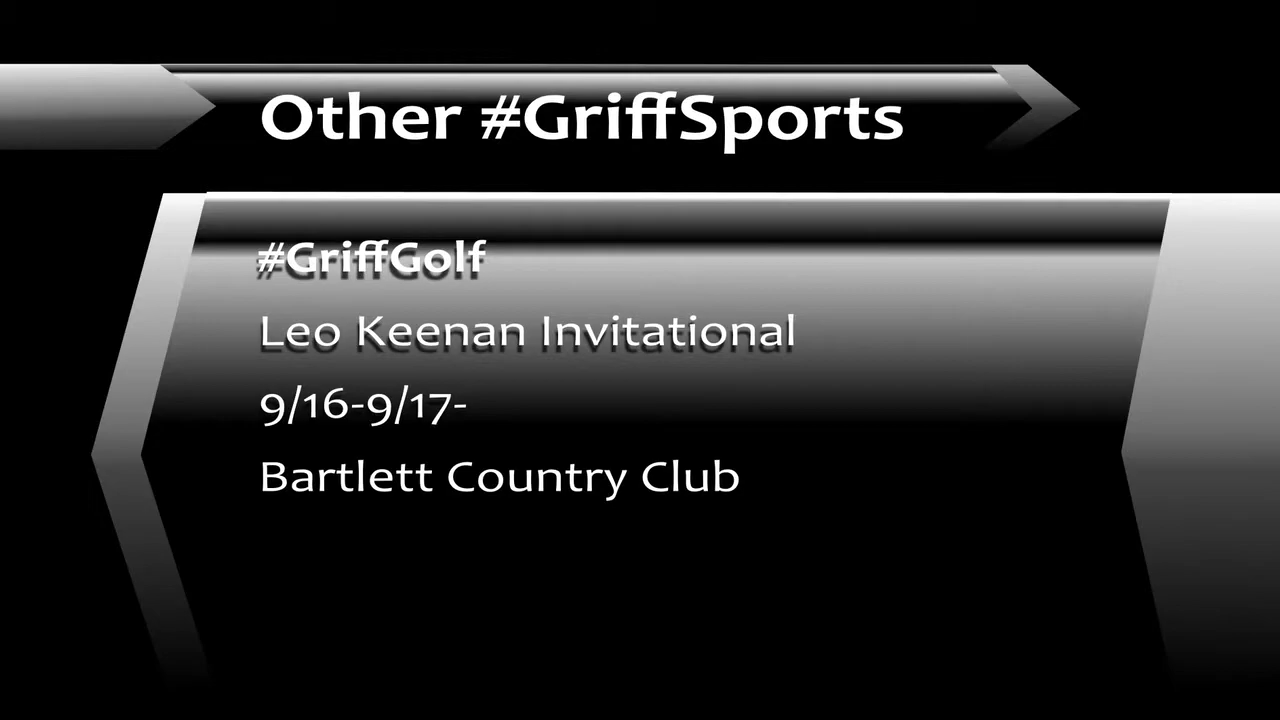 Other #GriffSports
#GriffGolf
Leo Keenan Invitational
9/16-9/17-
Bartlett Country Club